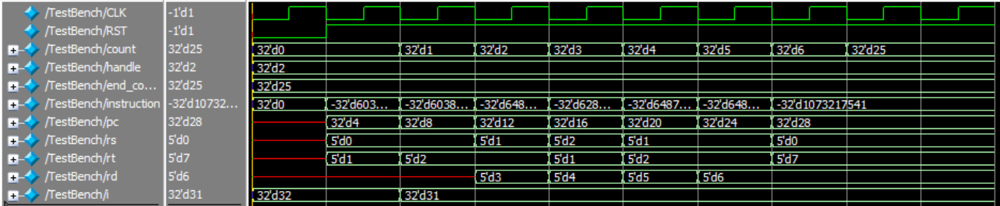 /TestBench/CLK -1'd1
/TestBench/RST -1'd1
/TestBench/count 32'd25 32'd0 32'd1 32'd2 32'd3 32'd4 32'd5 32'd6 32'd25
/TestBench/handle 32'd2 32'd2
/TestBench/end_co... 32'd25 32'd25
/TestBench/instruction -32'd10732... 32'd0 -32'd603... -32'd6038... -32'd648... -32'd628... -32'd6487... -32'd648... -32'd1073217541
/TestBench/pc 32'd28 32'd4 32'd8 32'd12 32'd16 32'd20 32'd24 32'd28
/TestBench/rs 5'd0 5'd0 5'd1 5'd2 5'd1 5'd0
/TestBench/rt 5'd7 5'd1 5'd2 5'd1 5'd2 5'd7
/TestBench/rd 5'd6 5'd3 5'd4 5'd5 5'd6
/TestBench/i 32'd31 32'd32 32'd31